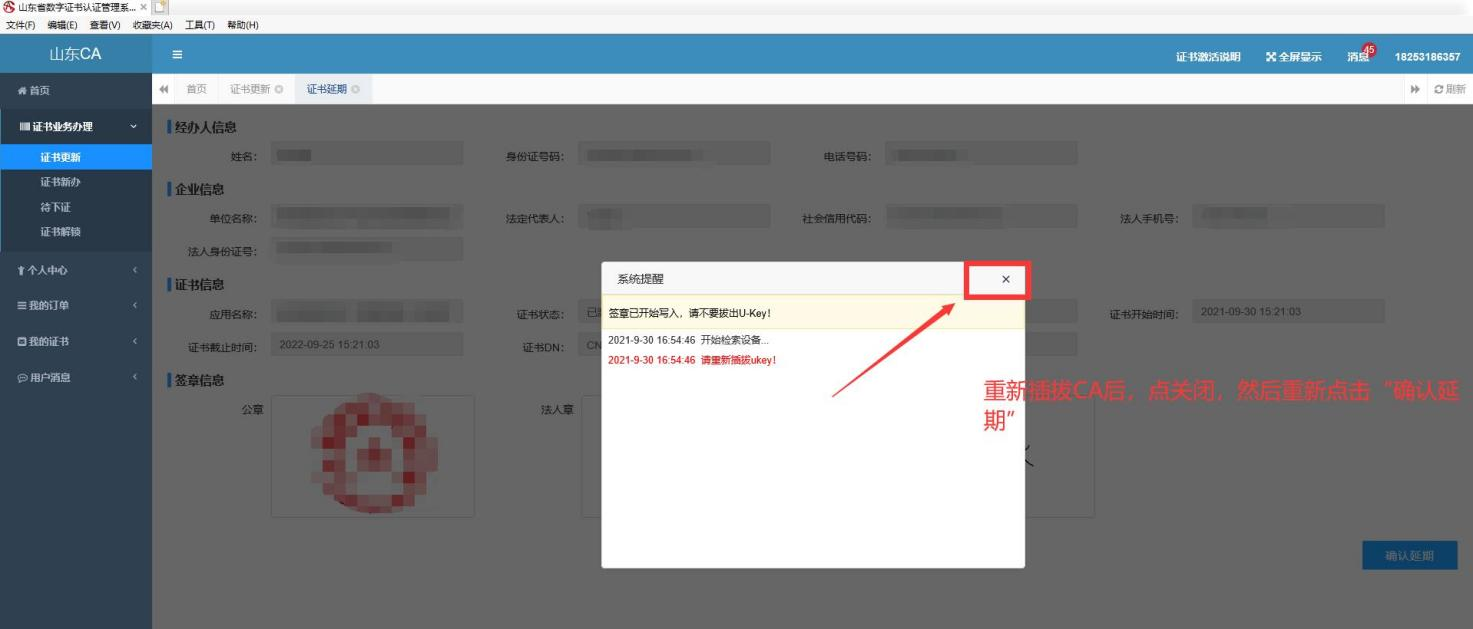 山东省数字证书认证管理系...
文件(F) 编辑(E) 查看(V) 收藏夹(A) 工具(T) 帮助(H)
山东CA
证书激活说明 全屏显示 消息 45 18253186357
首页
首页 证书更新 证书延期 刷新
证书业务办理
证书更新
证书新办
待下证
证书解锁
个人中心
我的订单
我的证书
用户消息
经办人信息
姓名: 身份证号码: 电话号码:
企业信息
单位名称: 法定代表人: 社会信用代码: 法人手机号:
法人身份证号:
证书信息
应用名称: 证书状态: 证书开始时间: 2021-09-30 15:21:03
证书截止时间: 2022-09-25 15:21:03 证书DN: CN
签章信息
公章 法人章
系统提醒
签章已开始写入，请不要拔出U-Key！
2021-9-30 16:54:46 开始检索设备...
2021-9-30 16:54:46 请重新插拔ukey！
重新插拔CA后，点关闭，然后重新点击“确认延
期”
确认延期